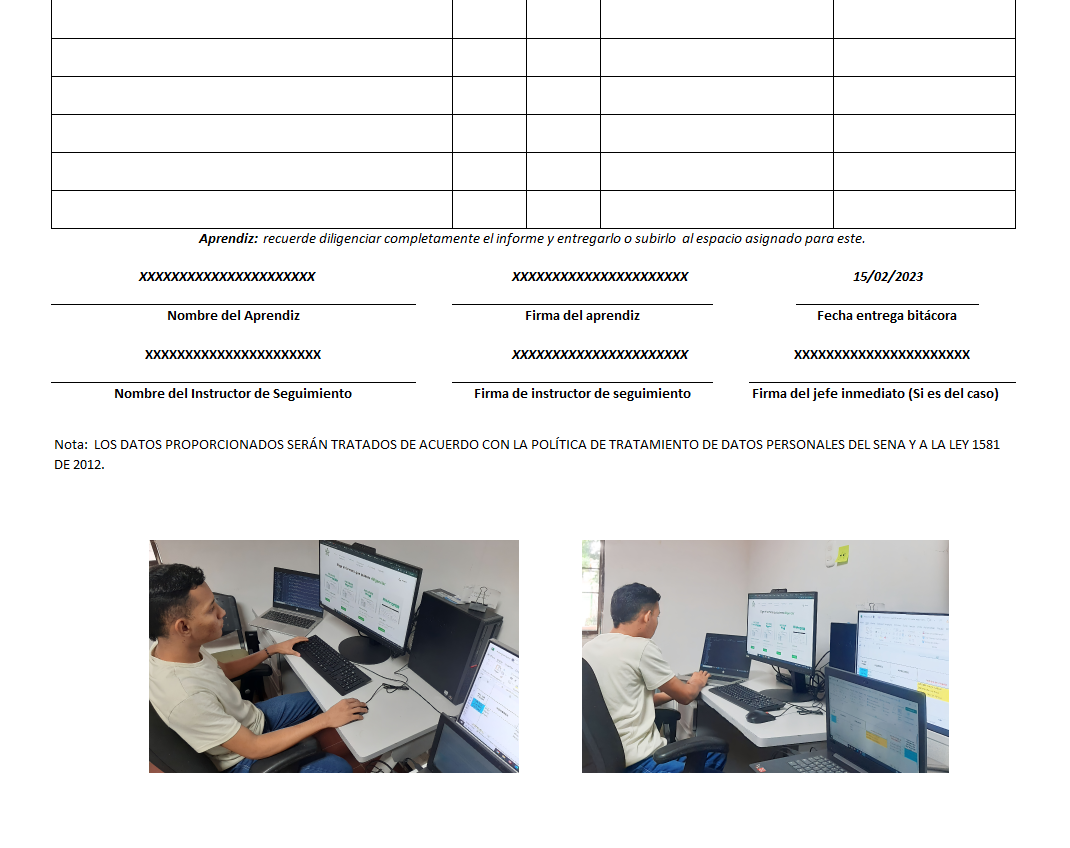 Aprendiz: recuerde diligenciar completamente el informe y entregarlo o subirlo al espacio asignado para este.
XXXXXXXXXXXXXXXXXXXXXX XXXXXXXXXXXXXXXXXXXXXX 15/02/2023
Nombre del Aprendiz Firma del aprendiz Fecha entrega bitácora
XXXXXXXXXXXXXXXXXXXXXX XXXXXXXXXXXXXXXXXXXXXX XXXXXXXXXXXXXXXXXXXXXX
Nombre del Instructor de Seguimiento Firma de instructor de seguimiento Firma del jefe inmediato (Si es del caso)
Nota: LOS DATOS PROPORCIONADOS SERÁN TRATADOS DE ACUERDO CON LA POLÍTICA DE TRATAMIENTO DE DATOS PERSONALES DEL SENA Y A LA LEY 1581
DE 2012.